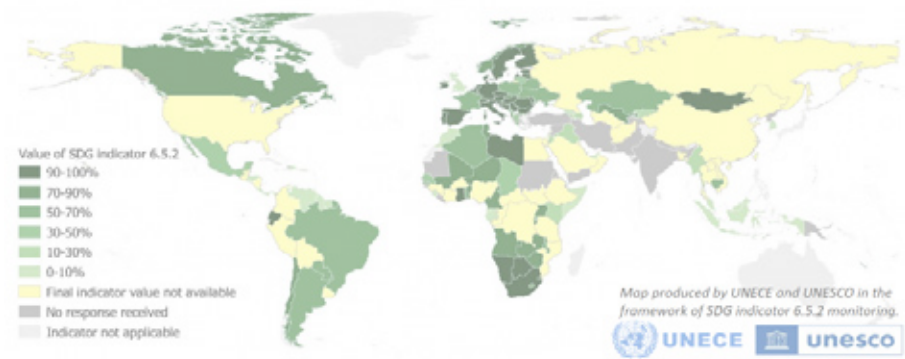 Value of SDG indicator 6.5.2
90-100%
70-90%
50-70%
30-50%
10-30%
0-10%
Final indicator value not available
No response received
Indicator not applicable
Map produced by UNECE and UNESCO in the
framework of SDG indicator 6.5.2 monitoring.
UNECE
unesco